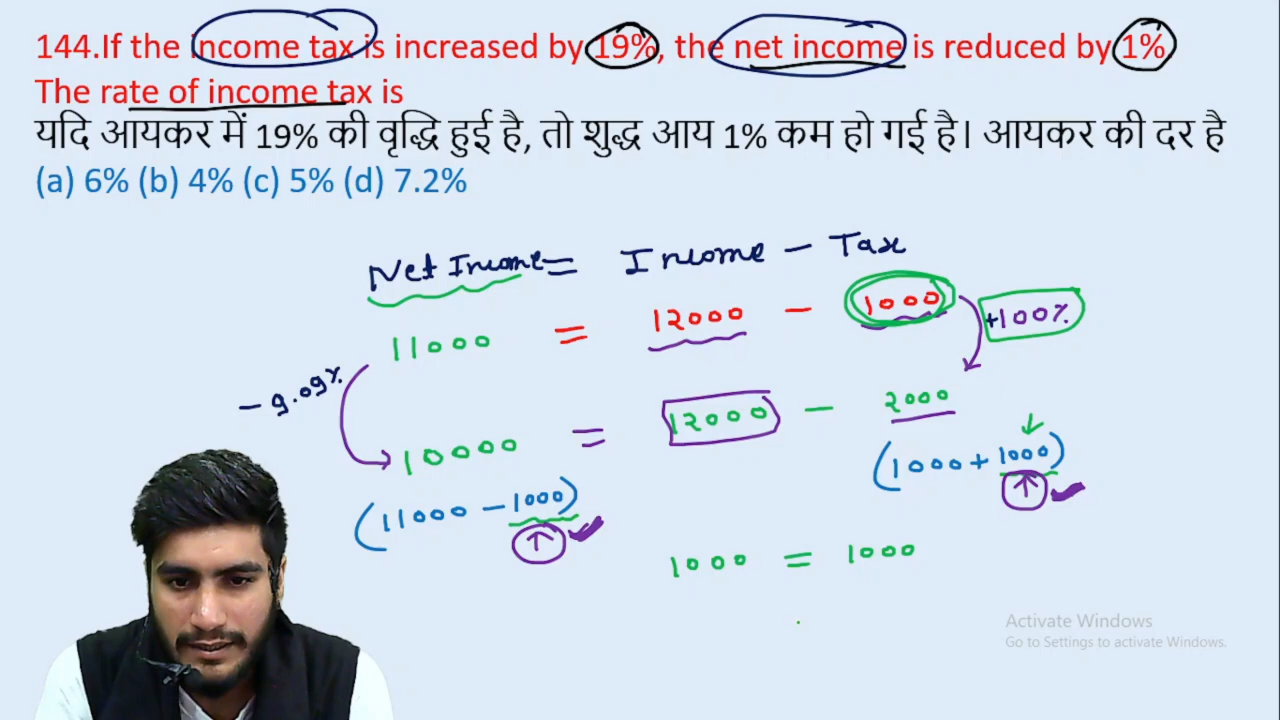 144.If the income tax is increased by 19%, the net income is reduced by 1%
The rate of income tax is
यदि आयकर में 19% की वृद्धि हुई है, तो शुद्ध आय 1% कम हो गई है। आयकर की दर है
(a) 6% (b) 4% (c) 5% (d) 7.2%
Net Income = Income - Tax
11000 = 12000 - 1000 +100%
- 9.09%
10000 = 12000 - 2000
(11000 - 1000) (1000 + 1000)
1000 = 1000
Activate Windows
Go to Settings to activate Windows.